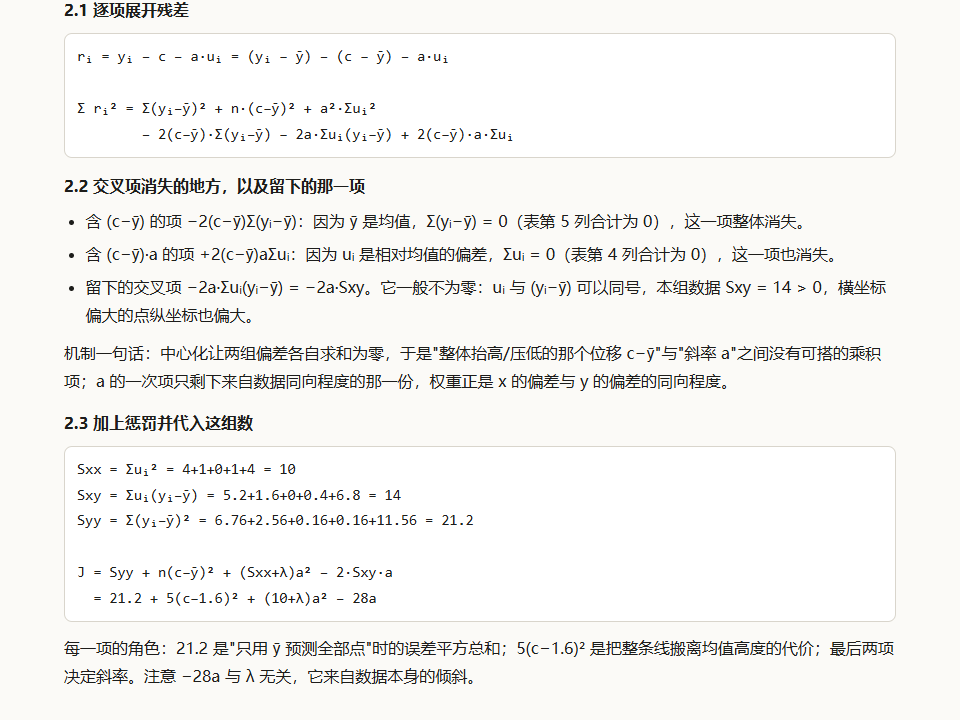 2.1 逐项展开残差
rᵢ = yᵢ − c − a·uᵢ = (yᵢ − ȳ) − (c − ȳ) − a·uᵢ
Σ rᵢ² = Σ(yᵢ−ȳ)² + n·(c−ȳ)² + a²·Σuᵢ²
− 2(c−ȳ)·Σ(yᵢ−ȳ) − 2a·Σuᵢ(yᵢ−ȳ) + 2(c−ȳ)·a·Σuᵢ
2.2 交叉项消失的地方，以及留下的那一项
• 含 (c−ȳ) 的项 −2(c−ȳ)Σ(yᵢ−ȳ)：因为 ȳ 是均值，Σ(yᵢ−ȳ) = 0（表第 5 列合计为 0），这一项整体消失。
• 含 (c−ȳ)·a 的项 +2(c−ȳ)aΣuᵢ：因为 uᵢ 是相对均值的偏差，Σuᵢ = 0（表第 4 列合计为 0），这一项也消失。
• 留下的交叉项 −2a·Σuᵢ(yᵢ−ȳ) = −2a·Sxy。它一般不为零：uᵢ 与 (yᵢ−ȳ) 可以同号，本组数据 Sxy = 14 > 0，横坐标
偏大的点纵坐标也偏大。
机制一句话：中心化让两组偏差各自求和为零，于是"整体抬高/压低的那个位移 c−ȳ"与"斜率 a"之间没有可搭的乘积
项；a 的一次项只剩下来自数据同向程度的那一份，权重正是 x 的偏差与 y 的偏差的同向程度。
2.3 加上惩罚并代入这组数
Sxx = Σuᵢ² = 4+1+0+1+4 = 10
Sxy = Σuᵢ(yᵢ−ȳ) = 5.2+1.6+0+0.4+6.8 = 14
Syy = Σ(yᵢ−ȳ)² = 6.76+2.56+0.16+0.16+11.56 = 21.2
J = Syy + n(c−ȳ)² + (Sxx+λ)a² − 2·Sxy·a
= 21.2 + 5(c−1.6)² + (10+λ)a² − 28a
每一项的角色：21.2 是"只用 ȳ 预测全部点"时的误差平方总和；5(c−1.6)² 是把整条线搬离均值高度的代价；最后两项
决定斜率。注意 −28a 与 λ 无关，它来自数据本身的倾斜。